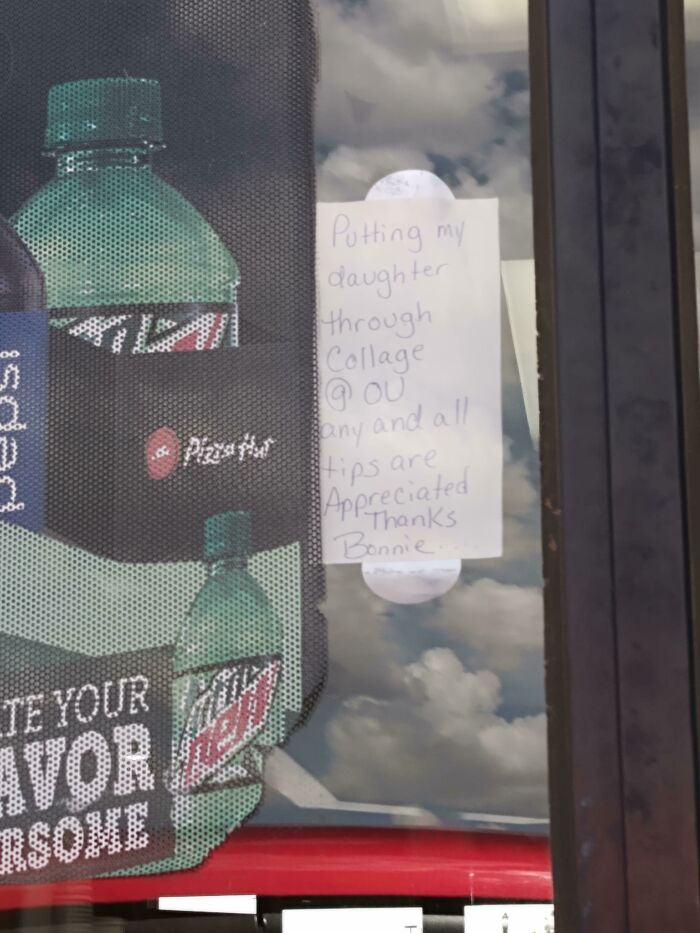 Putting my
daughter
through
Collage
@ OU
any and all
tips are
Appreciated
Thanks
Bonnie....
pepsi
Pizza Hut
TE YOUR
AVOR
RSOME